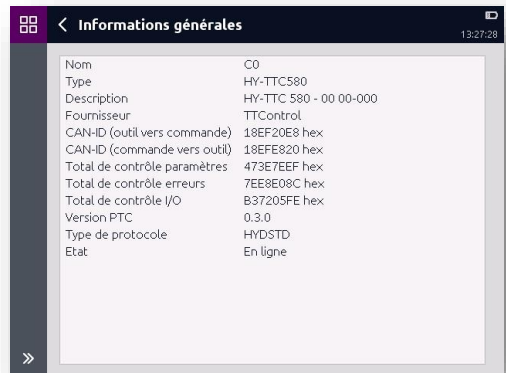 Informations générales
13:27:28
Nom C0
Type HY-TTC580
Description HY-TTC 580 - 00 00-000
Fournisseur TTControl
CAN-ID (outil vers commande) 18EF20E8 hex
CAN-ID (commande vers outil) 18EFE820 hex
Total de contrôle paramètres 473E7EEF hex
Total de contrôle erreurs 7EE8E08C hex
Total de contrôle I/O B37205FE hex
Version PTC 0.3.0
Type de protocole HYDSTD
Etat En ligne